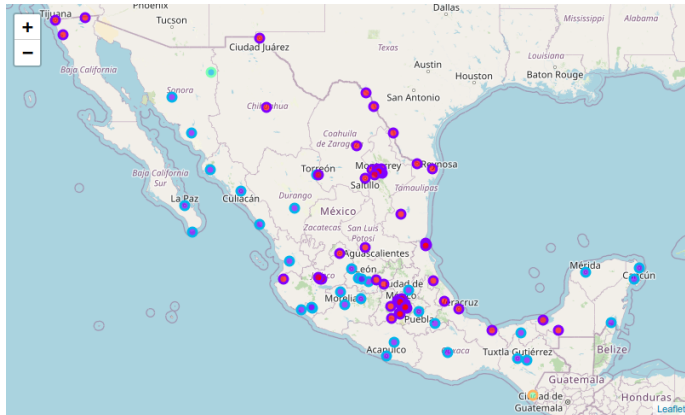 Phoenix
Dallas
Mississippi
Alabama
Tijuana
Tucson
+
−
Ciudad Juárez
Texas
Austin
Louisiana
Houston
Baton Rouge
Baja California
Sonora
Chihuahua
San Antonio
Coahuila
de Zaragoza
Baja California
Sur
Torreón
Monterrey
Reynosa
Saltillo
Tamaulipas
La Paz
Culiacán
Durango
México
Zacatecas
San Luis
Potosí
Aguascalientes
León
Mérida
Cancún
Jalisco
Ciudad de
México
Morelia
Veracruz
Puebla
Acapulco
Oaxaca
Tuxtla Gutiérrez
Belize
Guatemala
Ciudad de
Guatemala
Honduras
Leaflet